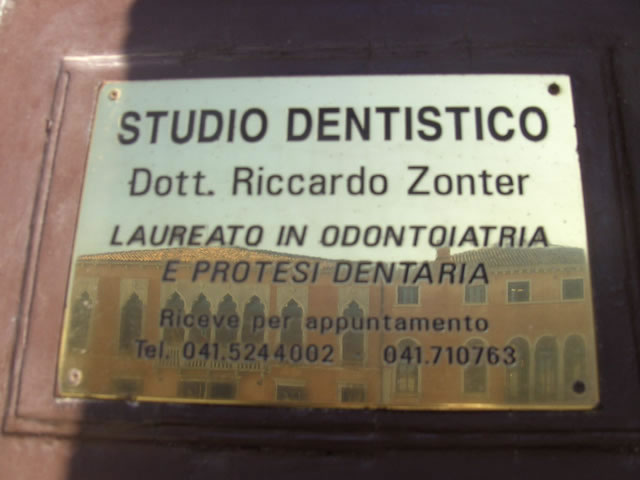 STUDIO DENTISTICO
Dott. Riccardo Zonter
LAUREATO IN ODONTOIATRIA
E PROTESI DENTARIA
Riceve per appuntamento
Tel. 041.5244002 041.710763